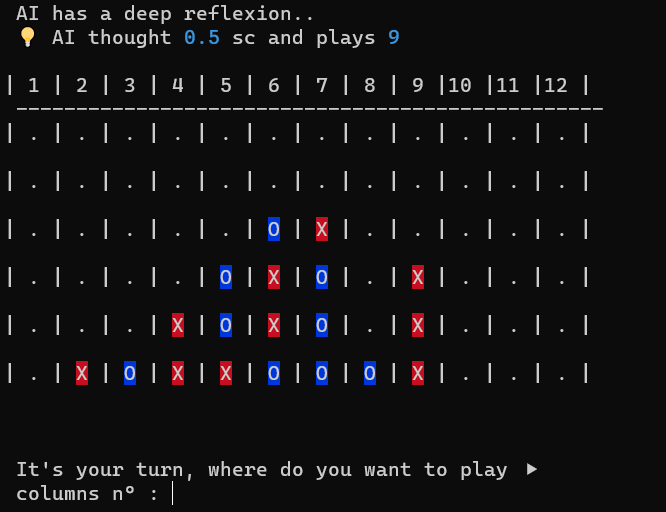 AI has a deep reflexion..
💡 AI thought 0.5 sc and plays 9
| 1 | 2 | 3 | 4 | 5 | 6 | 7 | 8 | 9 |10 |11 |12 |
-------------------------------------------------
| . | . | . | . | . | . | . | . | . | . | . | . |
| . | . | . | . | . | . | . | . | . | . | . | . |
| . | . | . | . | . | O | X | . | . | . | . | . |
| . | . | . | . | O | X | O | . | X | . | . | . |
| . | . | . | X | O | X | O | . | X | . | . | . |
| . | X | O | X | X | O | O | O | X | . | . | . |
It's your turn, where do you want to play ▶
columns n° :